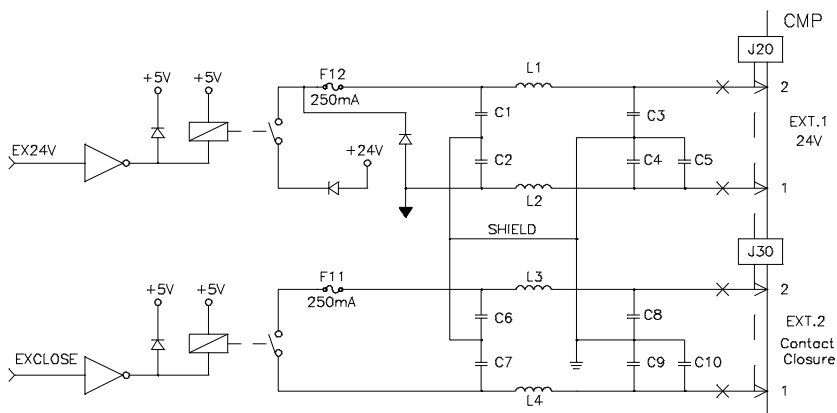 CMP
J20
L1
F12
+5V
+5V
2
250mA
C1
C3
EXT.1
24V
+24V
EX24V
C2
C4
C5
1
L2
SHIELD
J30
F11
L3
+5V
+5V
2
250mA
C6
C8
EXT.2
Contact
Closure
EXCLOSE
C7
C9
C10
1
L4